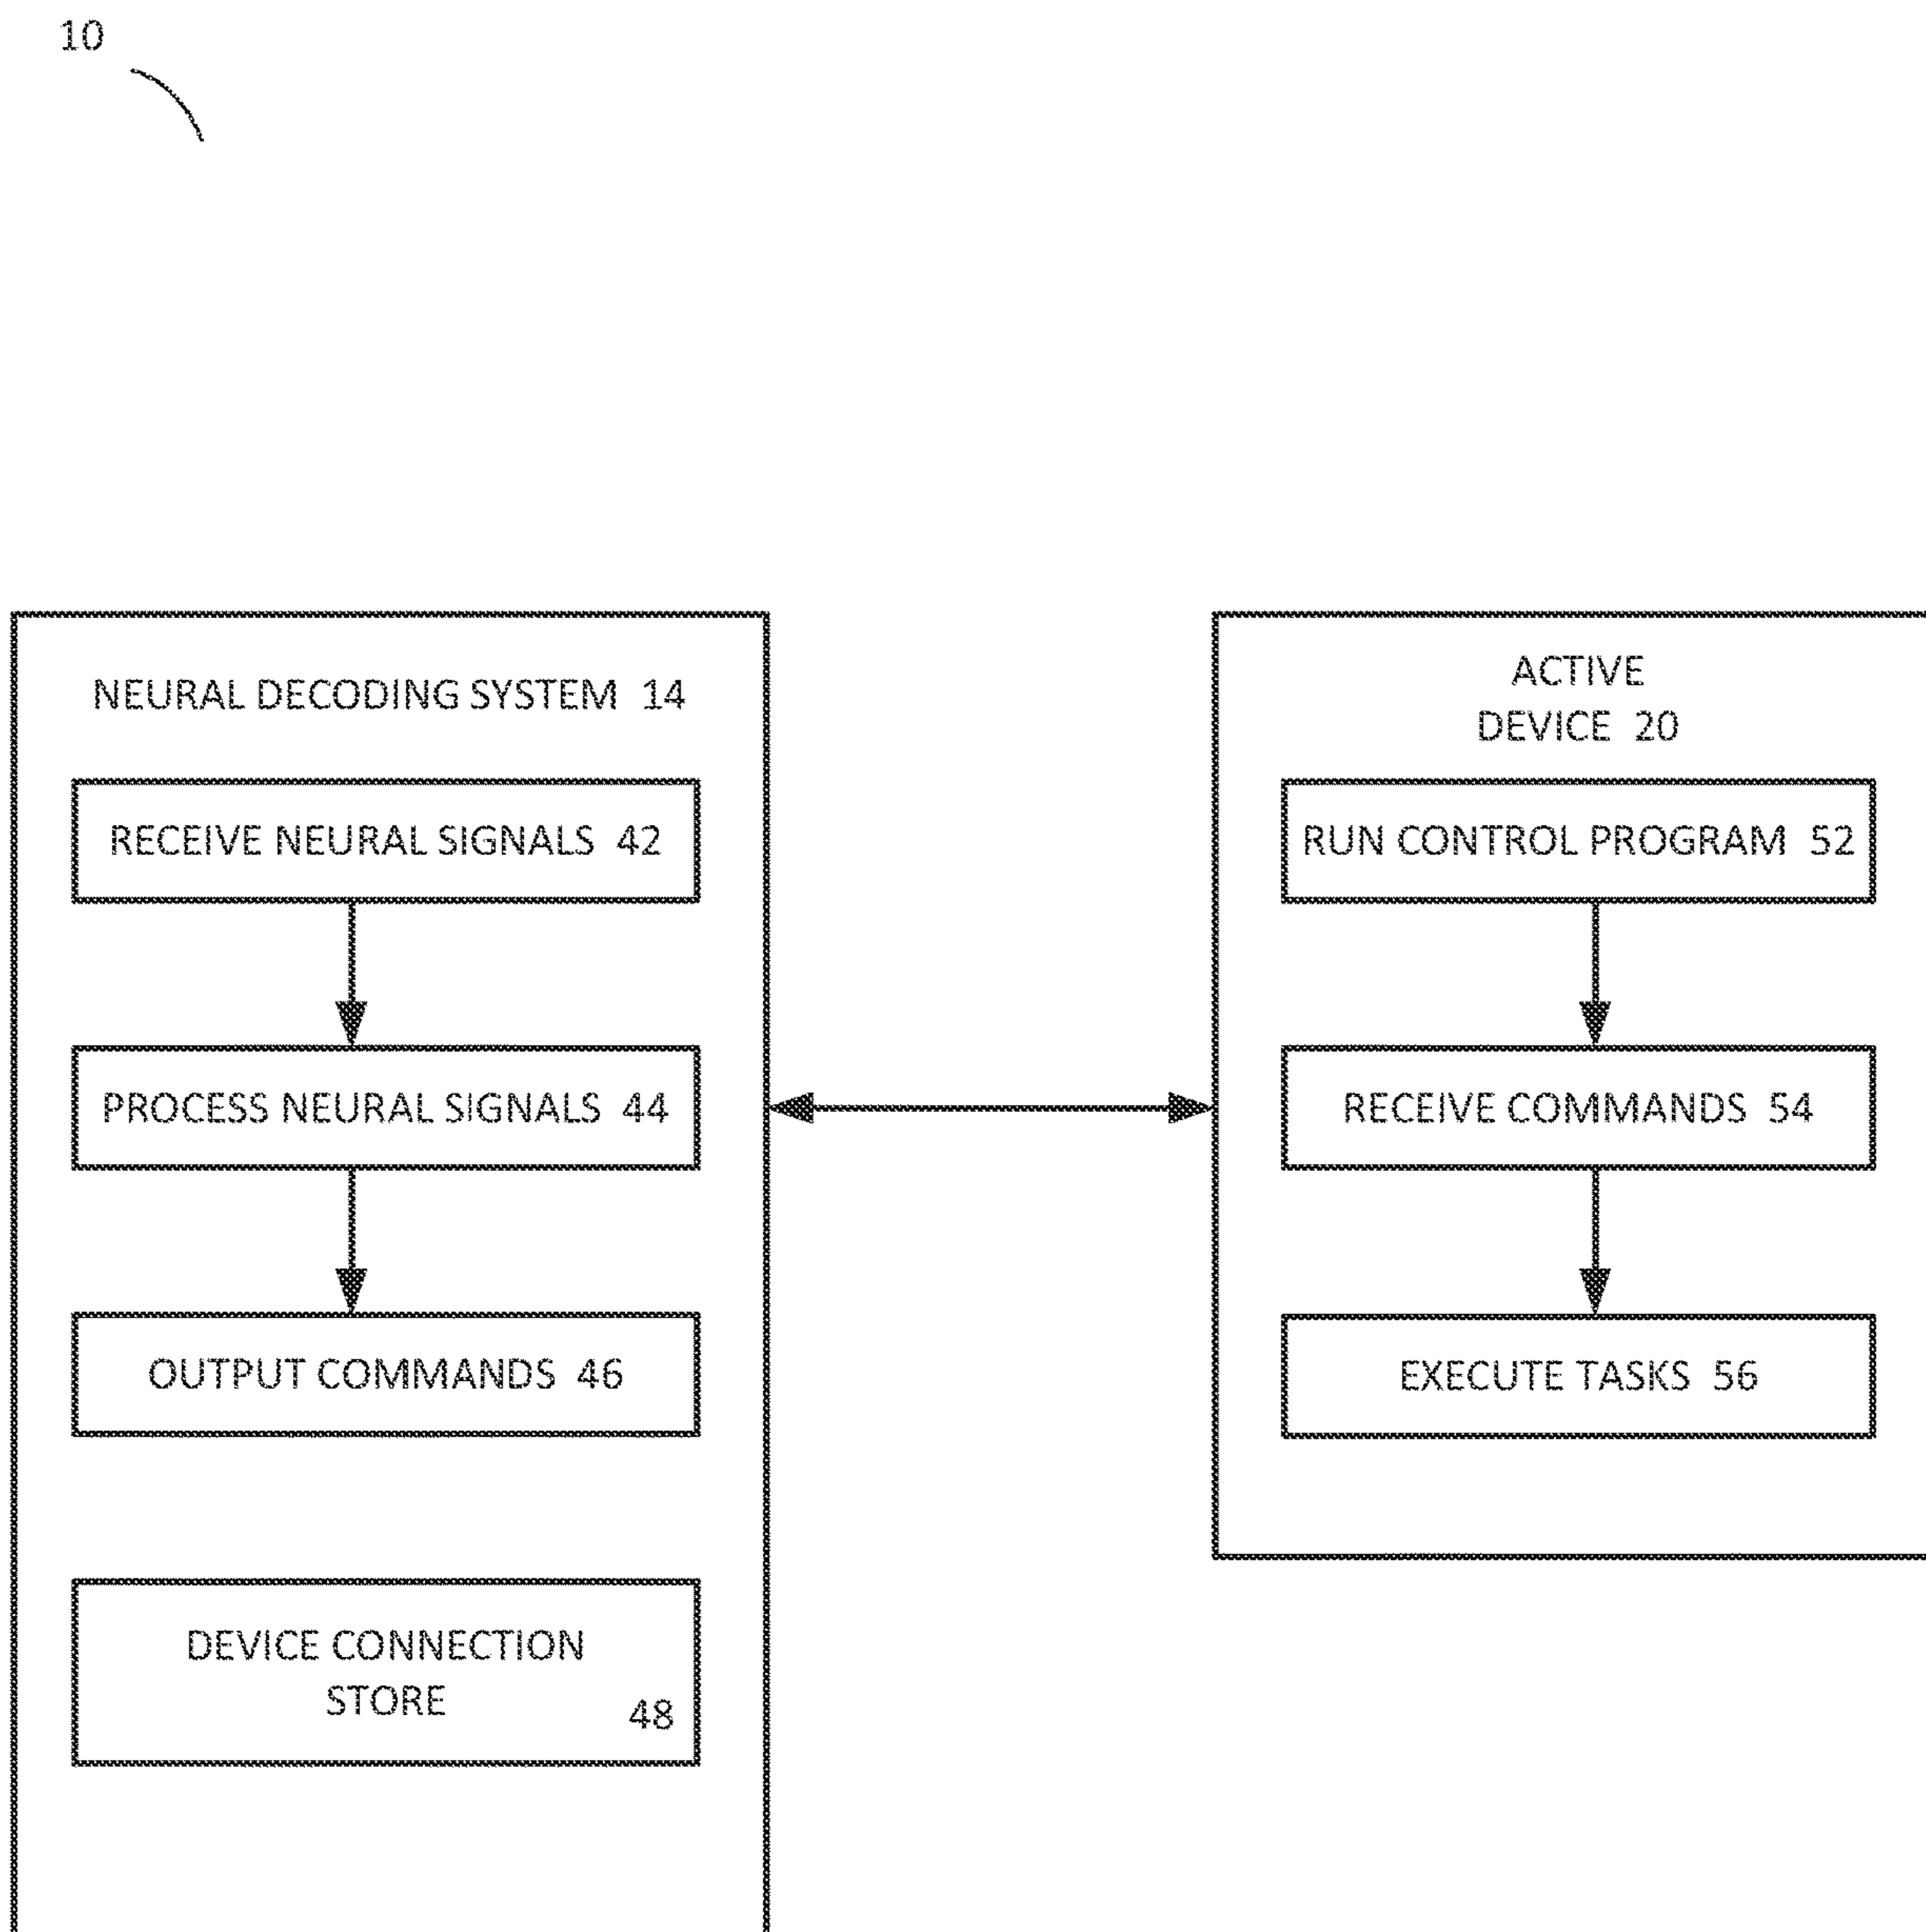 10
NEURAL DECODING SYSTEM 14
RECEIVE NEURAL SIGNALS 42
PROCESS NEURAL SIGNALS 44
OUTPUT COMMANDS 46
DEVICE CONNECTION
STORE
48
ACTIVE
DEVICE 20
RUN CONTROL PROGRAM 52
RECEIVE COMMANDS 54
EXECUTE TASKS 56